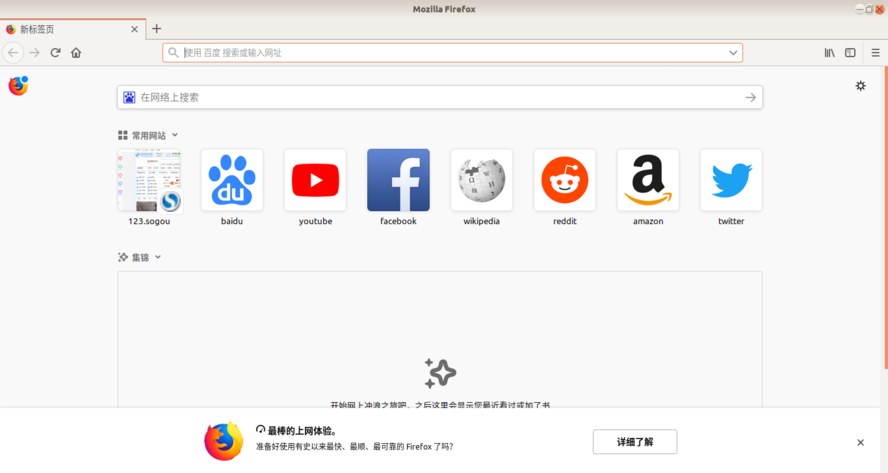 Mozilla Firefox
新标签页
使用 百度 搜索或输入网址
在网络上搜索
常用网站
du
a
123.sogou
baidu
youtube
facebook
wikipedia
reddit
amazon
twitter
集锦
开始网上冲浪之旅吧，之后这里会显示您最近看过或加了书
最棒的上网体验。
准备好使用有史以来最快、最顺、最可靠的 Firefox 了吗？
详细了解